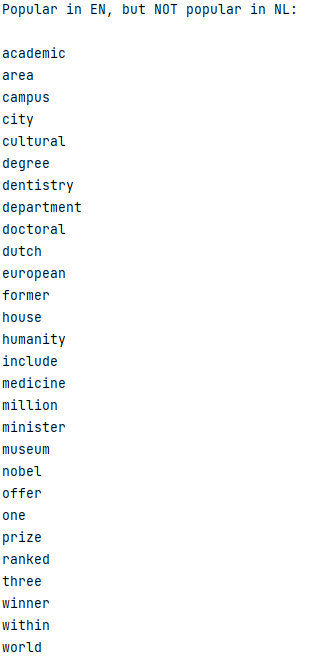 Popular in EN, but NOT popular in NL:

academic
area
campus
city
cultural
degree
dentistry
department
doctoral
dutch
european
former
house
humanity
include
medicine
million
minister
museum
nobel
offer
one
prize
ranked
three
winner
within
world